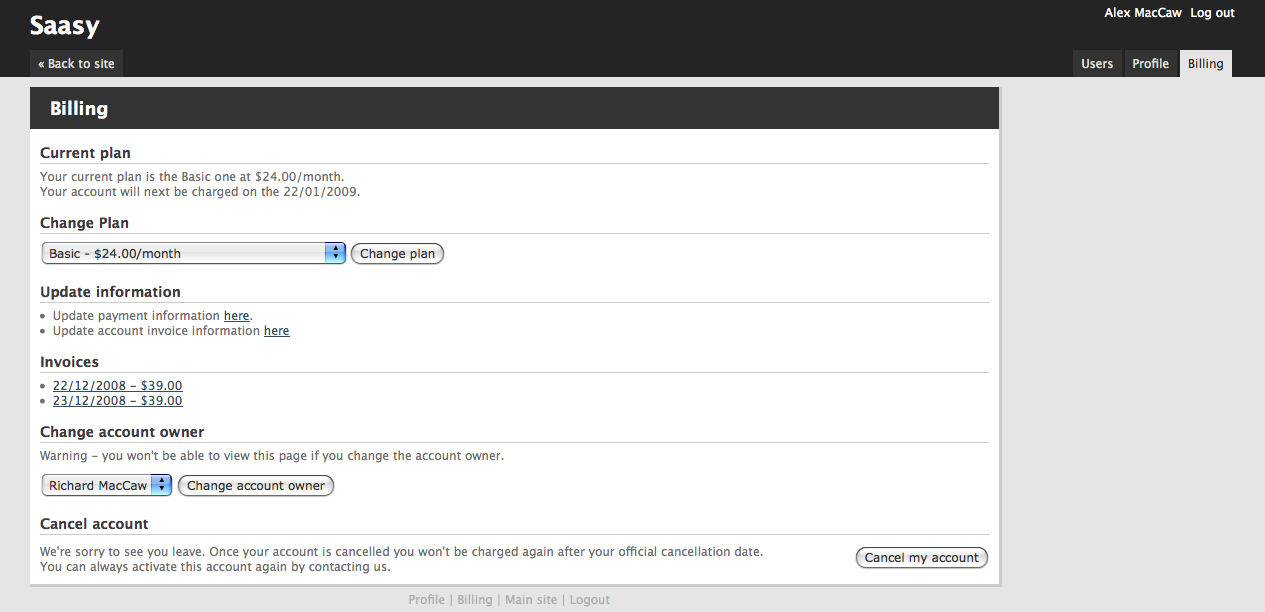 Saasy
Alex MacCaw Log out
« Back to site
Users Profile Billing
Billing
Current plan
Your current plan is the Basic one at $24.00/month.
Your account will next be charged on the 22/01/2009.
Change Plan
Basic - $24.00/month Change plan
Update information
• Update payment information here.
• Update account invoice information here
Invoices
• 22/12/2008 – $39.00
• 23/12/2008 – $39.00
Change account owner
Warning – you won't be able to view this page if you change the account owner.
Richard MacCaw Change account owner
Cancel account
We're sorry to see you leave. Once your account is cancelled you won't be charged again after your official cancellation date.
You can always activate this account again by contacting us.
Cancel my account
Profile | Billing | Main site | Logout